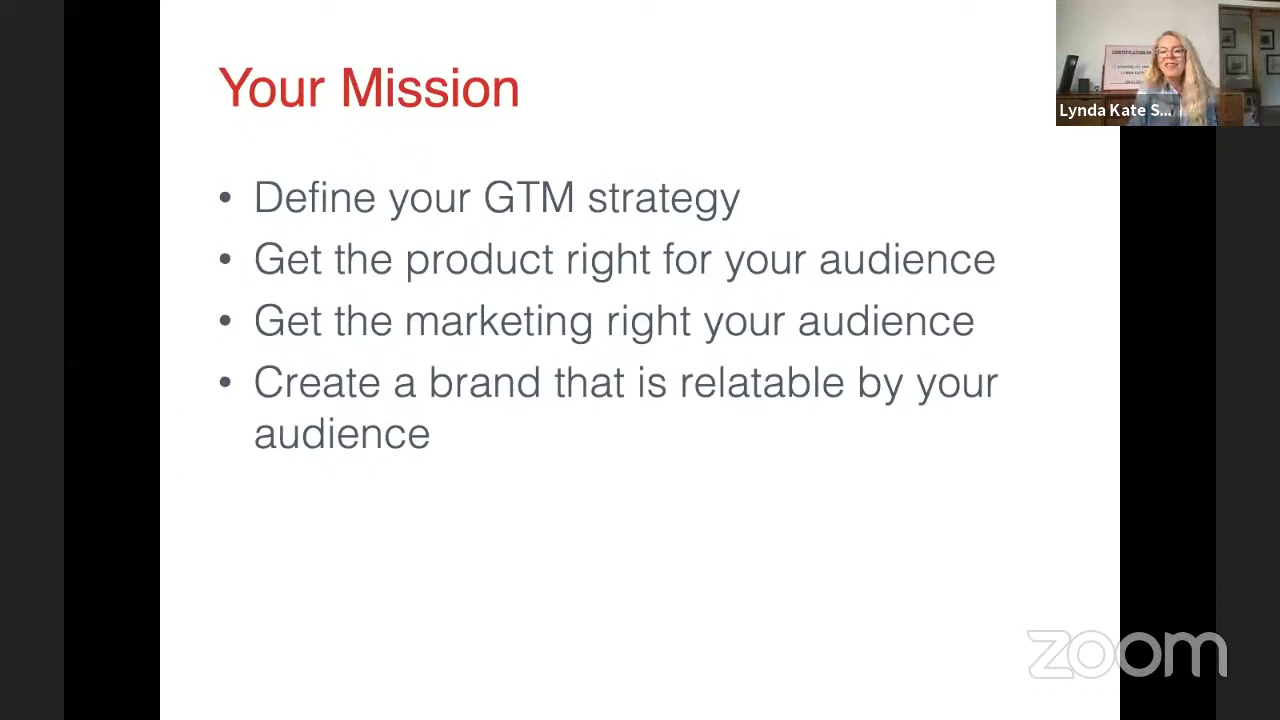 Your Mission
• Define your GTM strategy
• Get the product right for your audience
• Get the marketing right your audience
• Create a brand that is relatable by your
audience
Lynda Kate S...
zoom